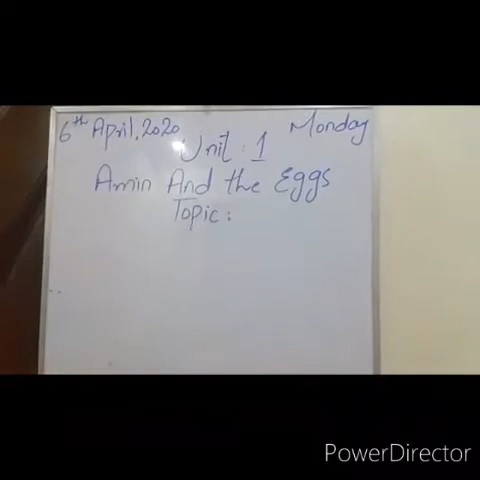 6th April, 2020 Monday
Unit : 1
Amin And the Eggs
Topic :
PowerDirector